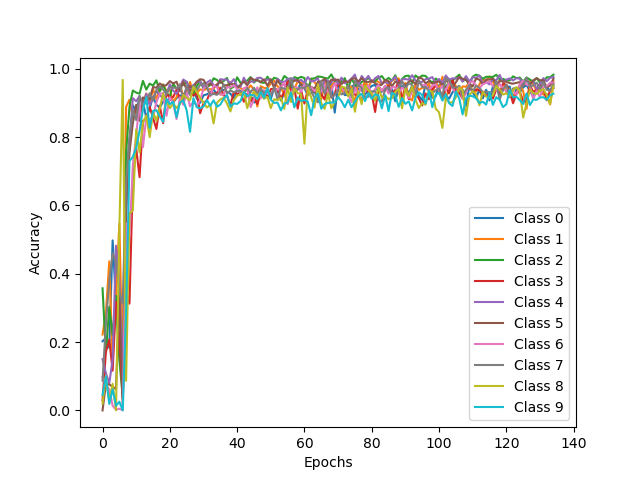 1.0
0.8
0.6
0.4
0.2
0.0
Accuracy
0
20
40
60
80
100
120
140
Epochs
Class 0
Class 1
Class 2
Class 3
Class 4
Class 5
Class 6
Class 7
Class 8
Class 9